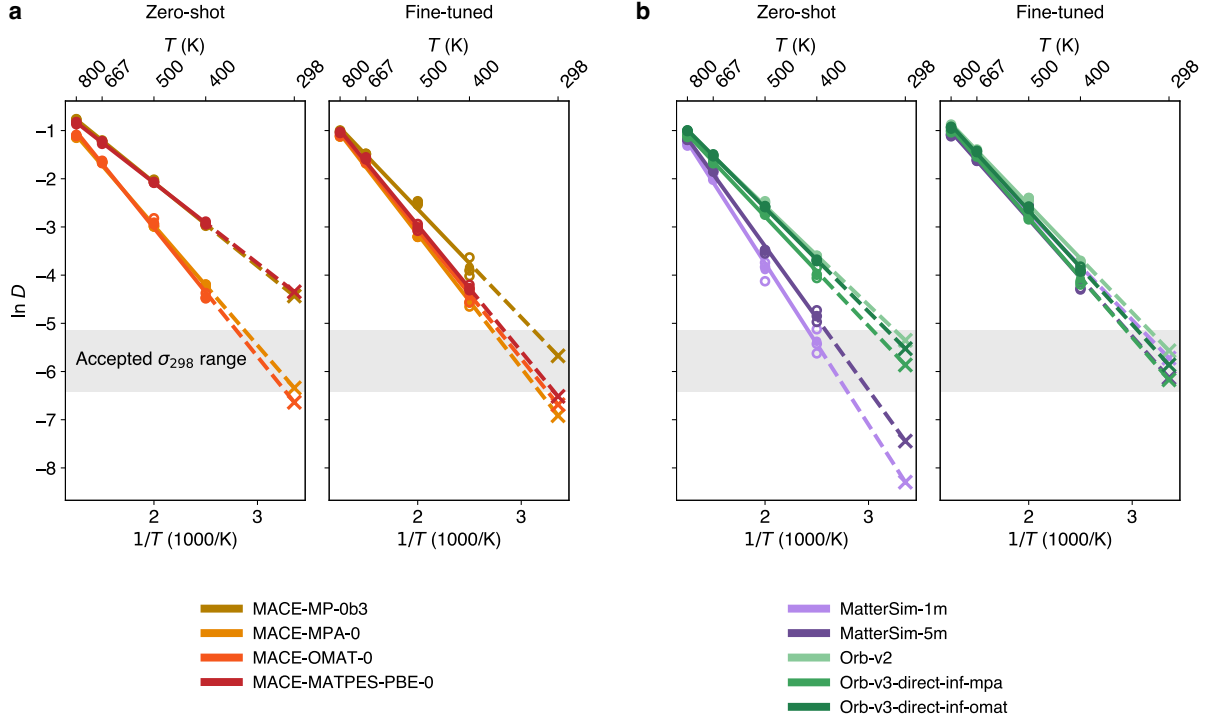 a
Zero-shot
Fine-tuned
T (K)
T (K)
800
667
500
400
298
800
667
500
400
298
ln D
−1
−2
−3
−4
−5
−6
−7
−8
Accepted σ298 range
2
3
2
3
1/T (1000/K)
1/T (1000/K)
MACE-MP-0b3
MACE-MPA-0
MACE-OMAT-0
MACE-MATPES-PBE-0
b
Zero-shot
Fine-tuned
T (K)
T (K)
800
667
500
400
298
800
667
500
400
298
2
3
2
3
1/T (1000/K)
1/T (1000/K)
MatterSim-1m
MatterSim-5m
Orb-v2
Orb-v3-direct-inf-mpa
Orb-v3-direct-inf-omat